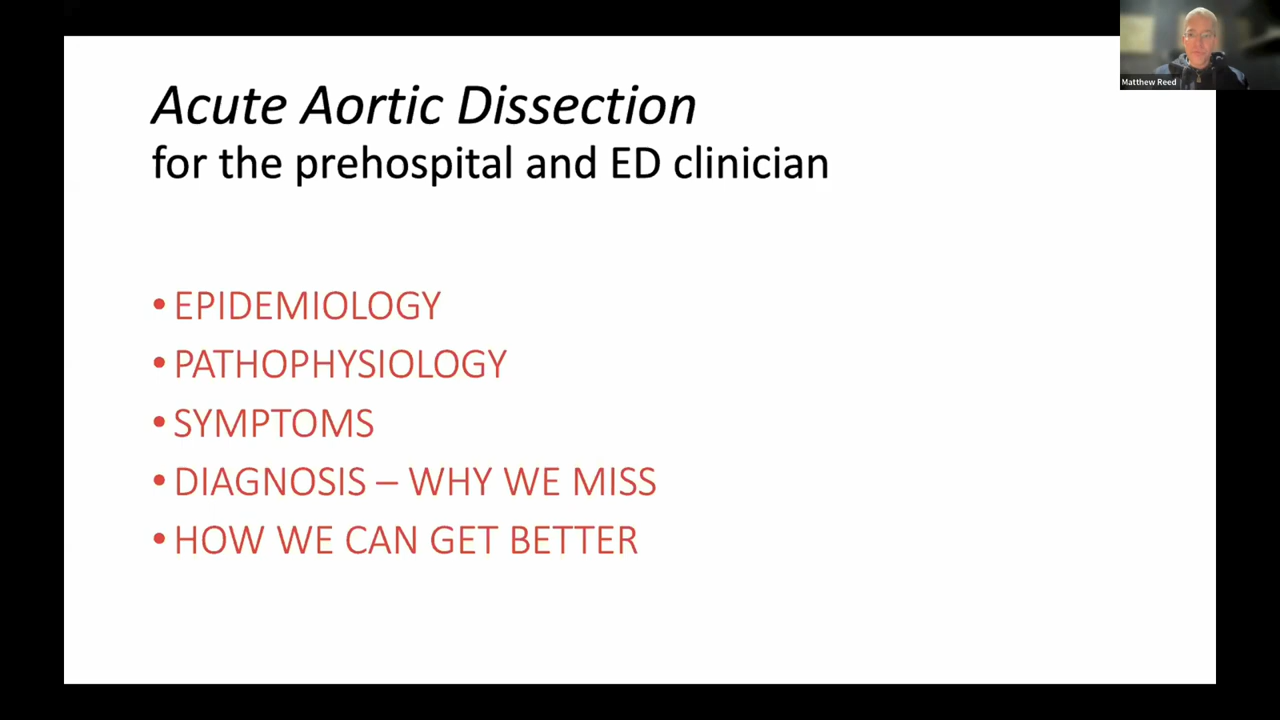 Acute Aortic Dissection
for the prehospital and ED clinician
• EPIDEMIOLOGY
• PATHOPHYSIOLOGY
• SYMPTOMS
• DIAGNOSIS – WHY WE MISS
• HOW WE CAN GET BETTER
Matthew Reed